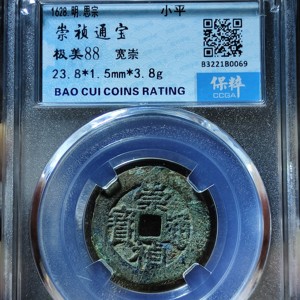 1628.明.思宗 小平
崇祯通宝
极美88 宽崇
23.8*1.5mm*3.8g
B3221B0069
BAO CUI COINS RATING
保粹
CCGA
崇禎通寶